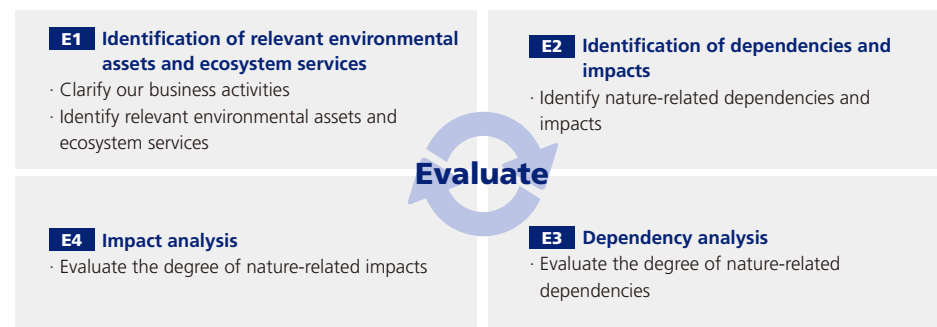 E1 Identification of relevant environmental
assets and ecosystem services
· Clarify our business activities
· Identify relevant environmental assets and
ecosystem services
E2 Identification of dependencies and
impacts
· Identify nature-related dependencies and
impacts
Evaluate
E4 Impact analysis
· Evaluate the degree of nature-related impacts
E3 Dependency analysis
· Evaluate the degree of nature-related
dependencies